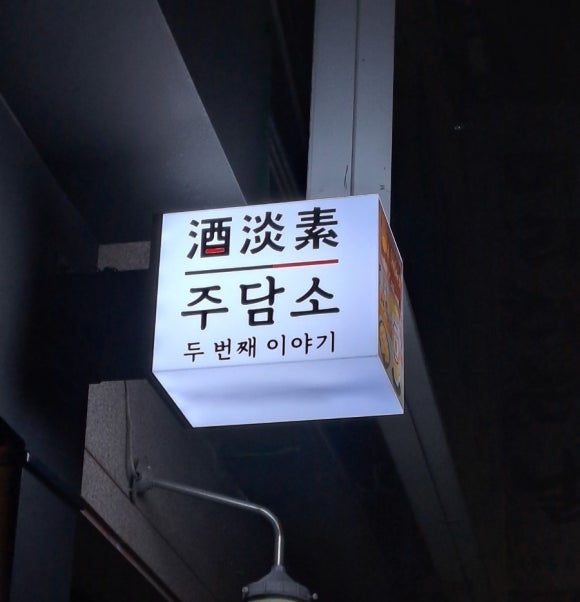 酒淡素
주담소
두 번째 이야기